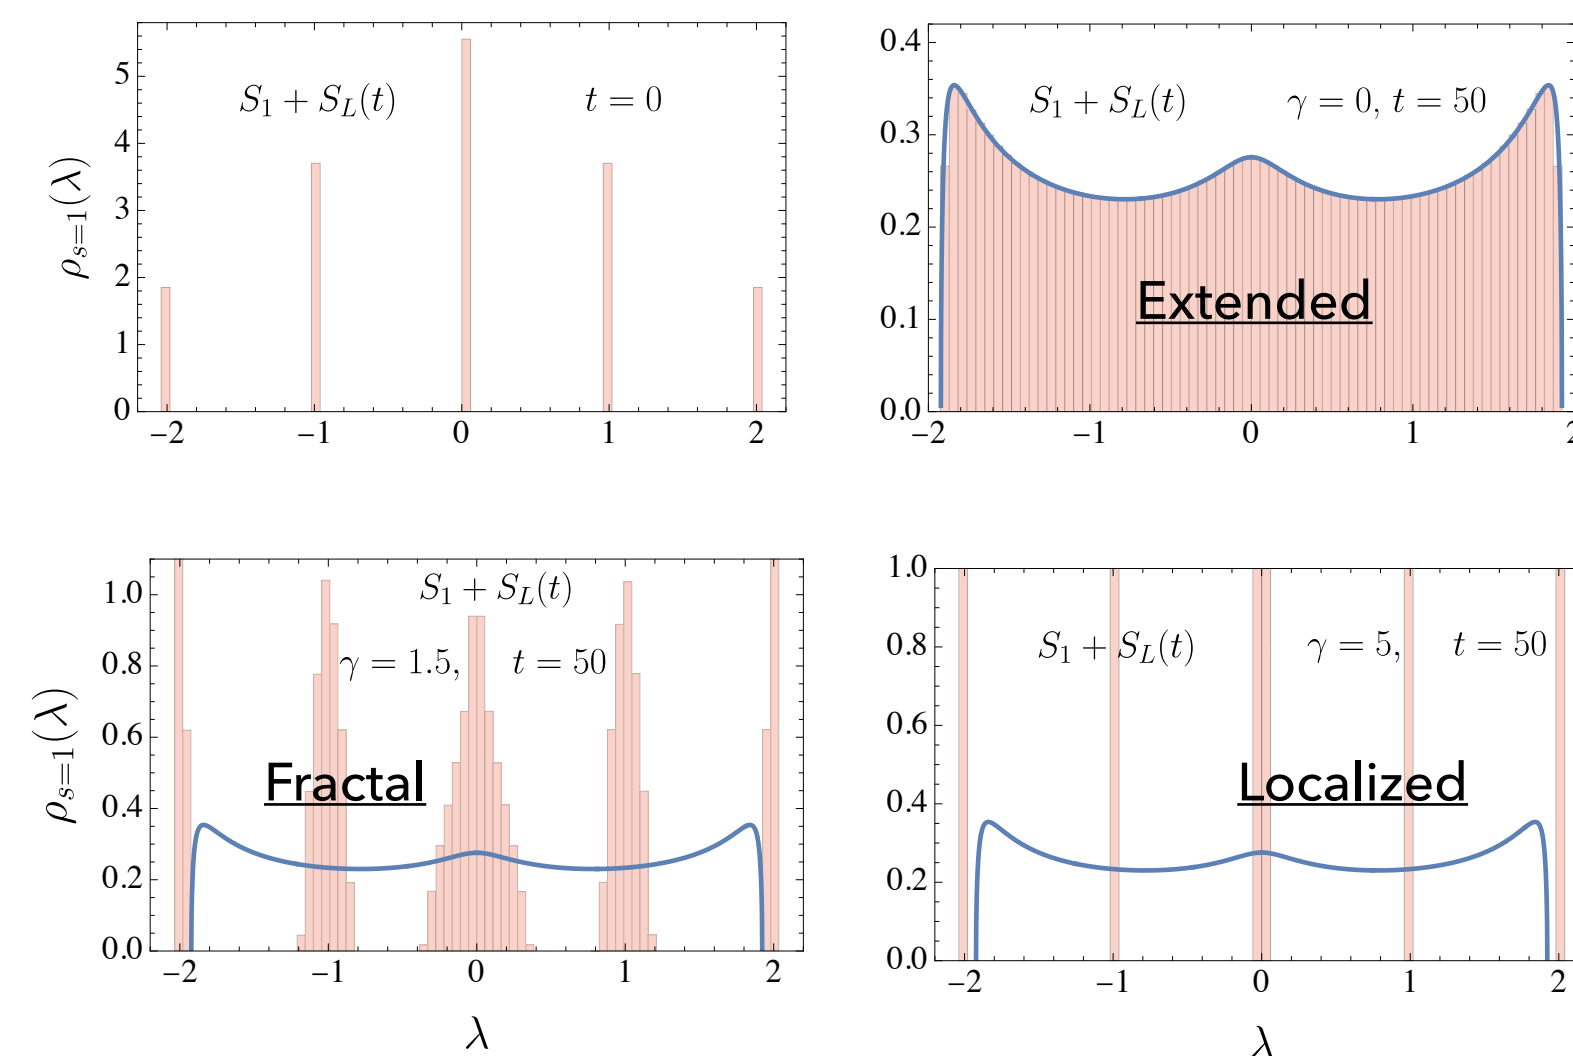 ρ_{s=1}(λ)
5
4
3
2
1
0
−2 −1 0 1 2
S_1 + S_L(t) t = 0
0.4
0.3
0.2
0.1
0.0
−2 −1 0 1 2
S_1 + S_L(t) γ = 0, t = 50
Extended
ρ_{s=1}(λ)
1.0
0.8
0.6
0.4
0.2
0.0
−2 −1 0 1 2
S_1 + S_L(t)
γ = 1.5, t = 50
Fractal
λ
1.0
0.8
0.6
0.4
0.2
0.0
−2 −1 0 1 2
S_1 + S_L(t) γ = 5, t = 50
Localized
λ